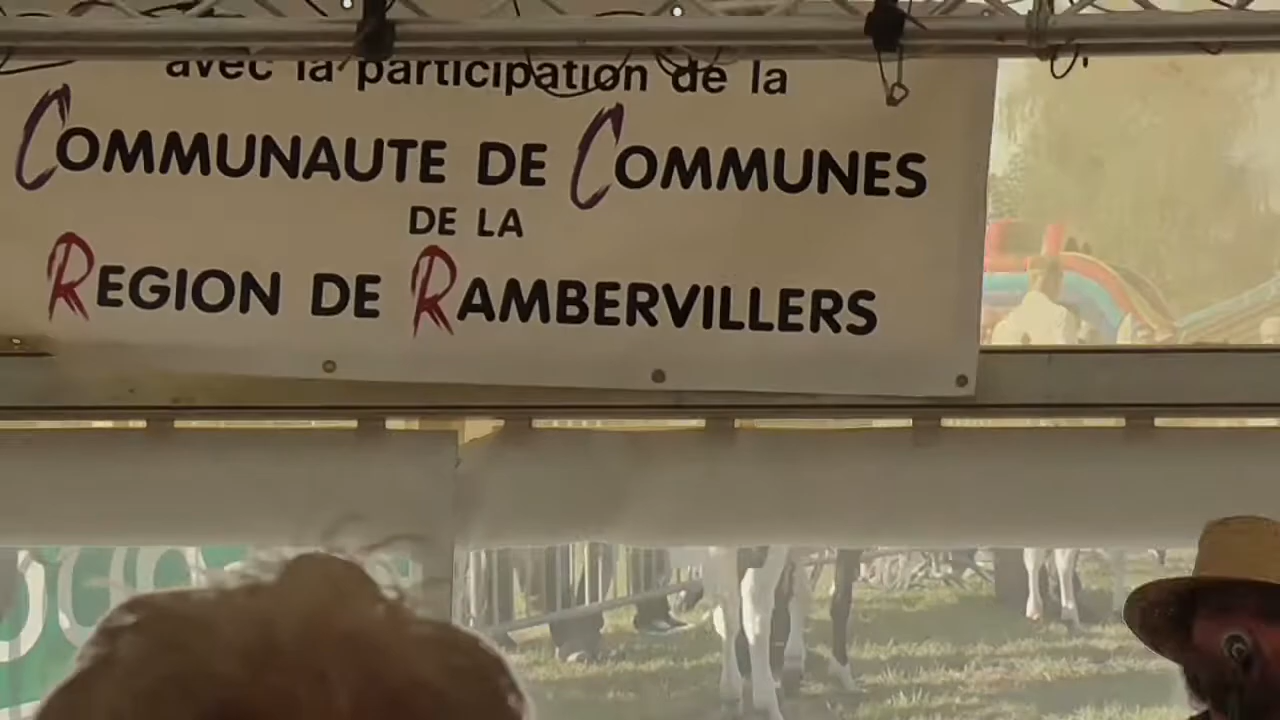 avec la participation de la
COMMUNAUTE DE COMMUNES
DE LA
REGION DE RAMBERVILLERS